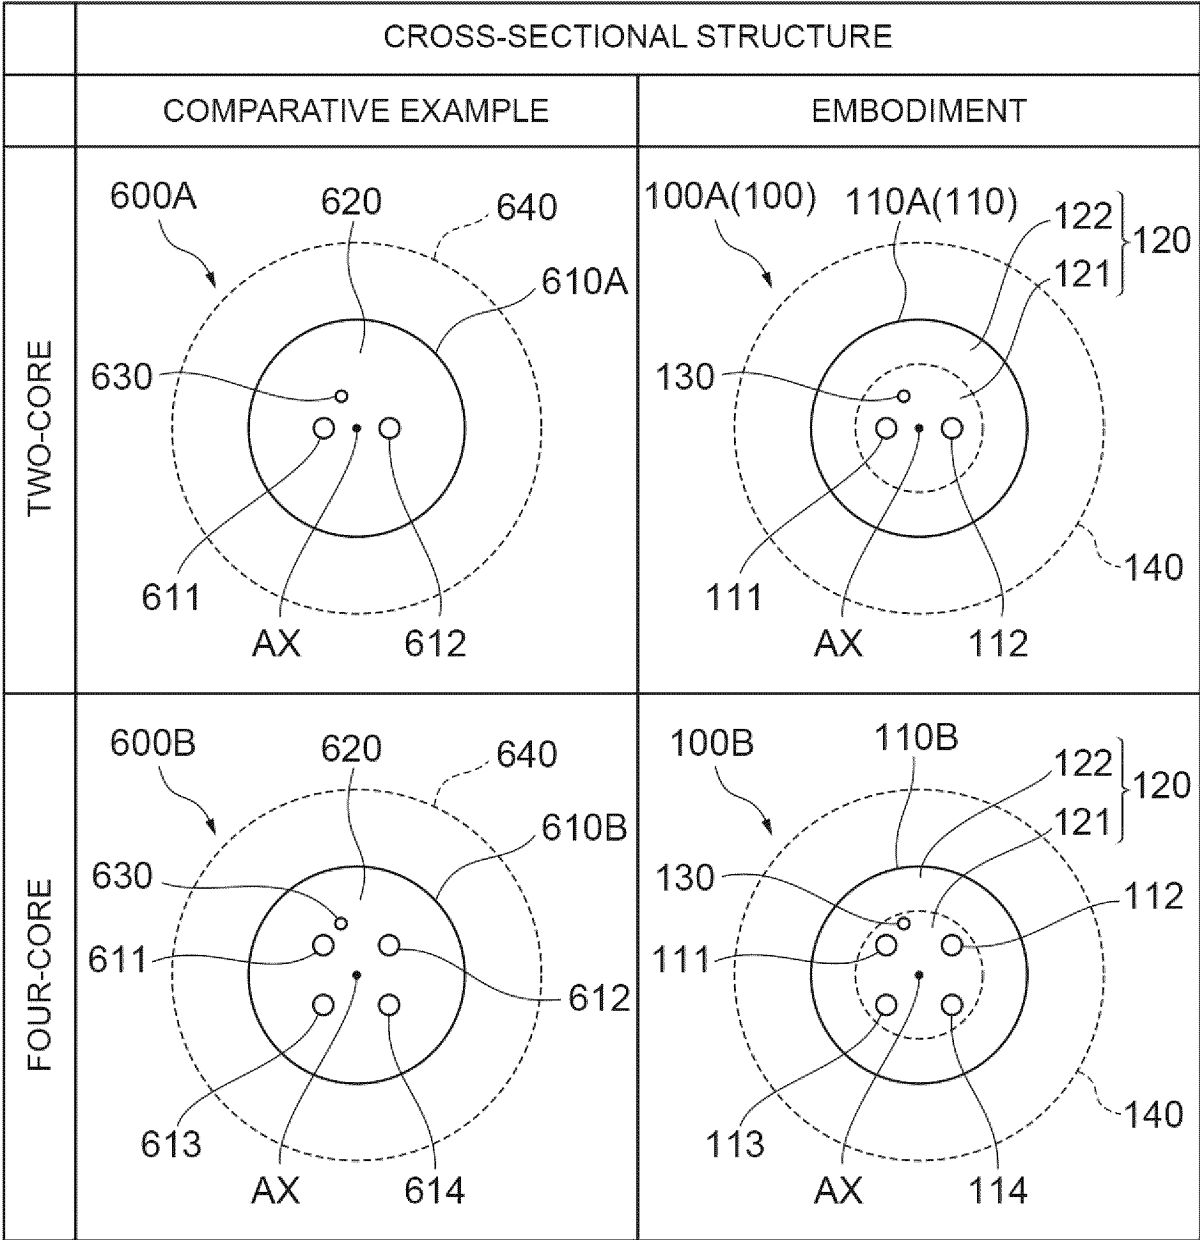 CROSS-SECTIONAL STRUCTURE
COMPARATIVE EXAMPLE
EMBODIMENT
TWO-CORE
600A
620
640
610A
630
611
AX
612
100A(100)
110A(110)
122
120
121
130
111
AX
112
140
FOUR-CORE
600B
620
640
610B
630
611
612
613
AX
614
100B
110B
122
120
121
130
112
111
113
AX
114
140